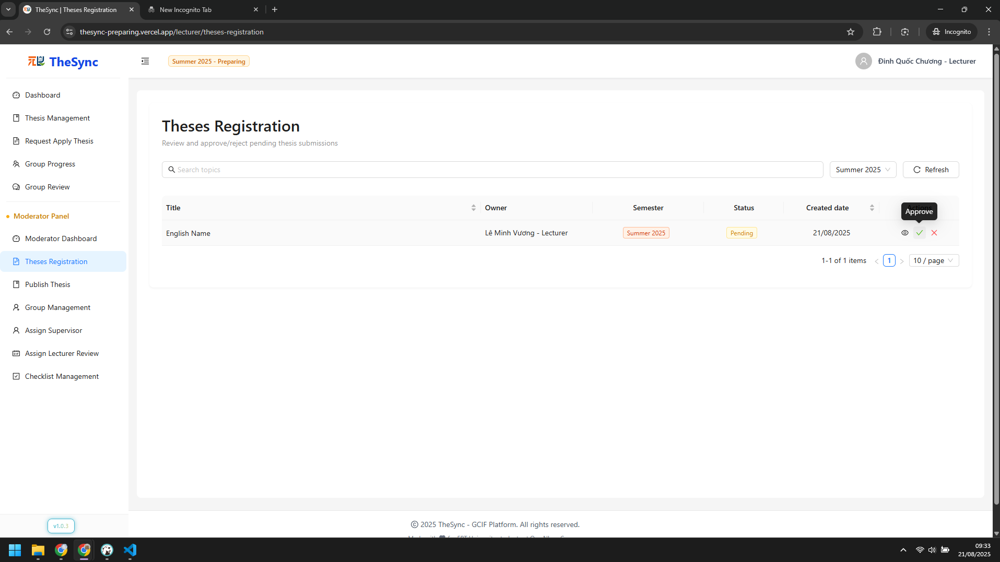 TheSync | Theses Registration
New Incognito Tab
thesync-preparing.vercel.app/lecturer/theses-registration
Incognito
TheSync
Summer 2025 - Preparing
Đinh Quốc Chương - Lecturer
Dashboard
Thesis Management
Request Apply Thesis
Group Progress
Group Review
Moderator Panel
Moderator Dashboard
Theses Registration
Publish Thesis
Group Management
Assign Supervisor
Assign Lecturer Review
Checklist Management
v1.0.3
Theses Registration
Review and approve/reject pending thesis submissions
Search topics
Summer 2025
Refresh
Title Owner Semester Status Created date Actions
Approve
English Name Lê Minh Vương - Lecturer Summer 2025 Pending 21/08/2025
1-1 of 1 items 1 10 / page
© 2025 TheSync - GCIF Platform. All rights reserved.
09:33
21/08/2025